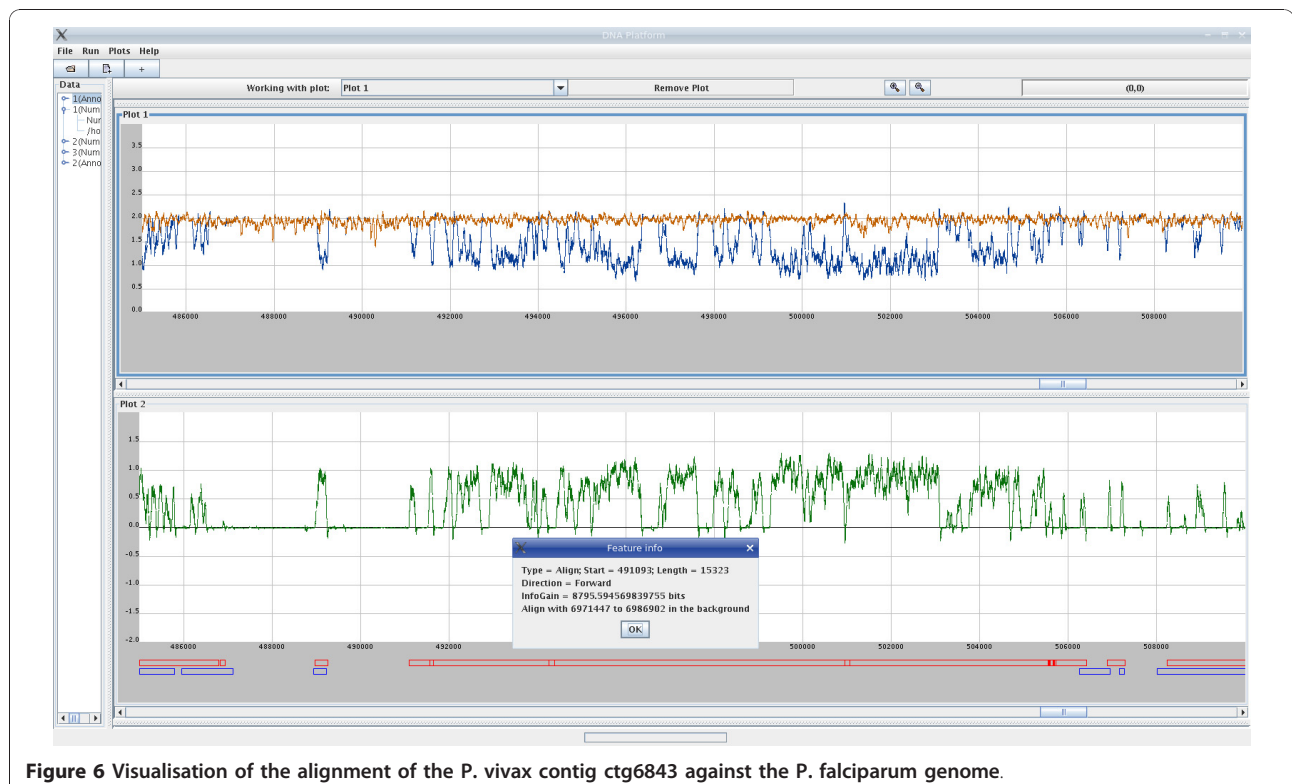 DNA Platform
File Run Plots Help
Data
1(Anno
1(Num
Nur
/ho
2(Num
3(Num
2(Anno
Working with plot: Plot 1 Remove Plot (0,0)
Plot 1
3.5
3.0
2.5
2.0
1.5
1.0
0.5
0.0
486000 488000 490000 492000 494000 496000 498000 500000 502000 504000 506000 508000
Plot 2
1.5
1.0
0.5
0.0
-0.5
-1.0
-1.5
-2.0
486000 488000 490000 492000 500000 502000 504000 506000 508000
Feature info
Type = Align; Start = 491093; Length = 15323
Direction = Forward
InfoGain = 8795.594569839755 bits
Align with 6971447 to 6986902 in the background
OK
Figure 6 Visualisation of the alignment of the P. vivax contig ctg6843 against the P. falciparum genome.